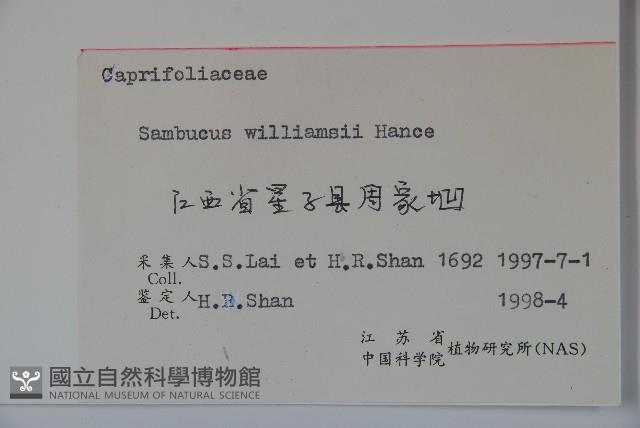 Caprifoliaceae
Sambucus williamsii Hance
江西省星子县周家垇
采集人 S.S.Lai et H.R.Shan 1692 1997-7-1
Coll.
鉴定人 H.R.Shan 1998-4
Det.
江苏省
中国科学院 植物研究所(NAS)
國立自然科學博物館
NATIONAL MUSEUM OF NATURAL SCIENCE